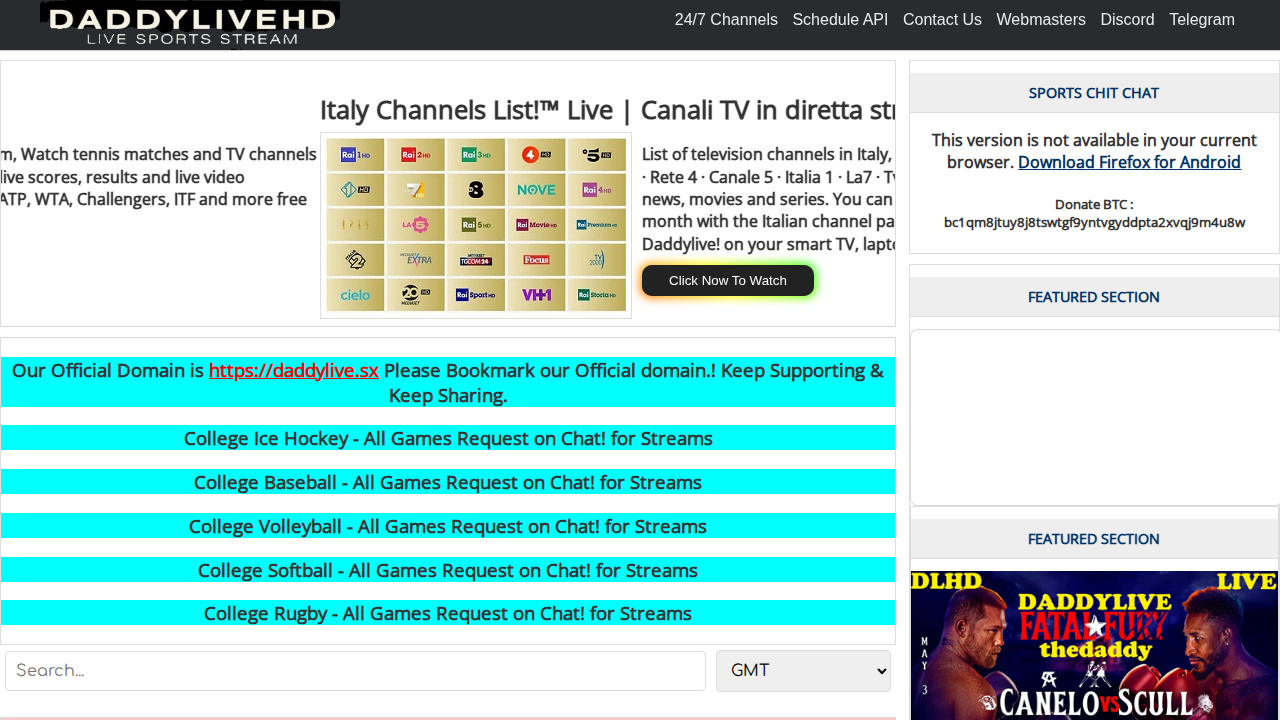 DADDYLIVEHD
LIVE SPORTS STREAM
24/7 Channels Schedule API Contact Us Webmasters Discord Telegram
Italy Channels List!™ Live | Canali TV in diretta str
m, Watch tennis matches and TV channels
live scores, results and live video
ATP, WTA, Challengers, ITF and more free
Rai 1 HD Rai 2 HD Rai 3 HD 4 HD 5 HD
1 HD 7 HD 8 NOVE Rai 4 HD
LA 5 Rai 5 HD Rai Movie HD Rai Premium HD
MEDIASET EXTRA MEDIASET TGCOM24 Focus TV 2000
cielo 20 HD MEDIASET Rai Sport HD VH1 Rai Storia HD
List of television channels in Italy,
· Rete 4 · Canale 5 · Italia 1 · La7 · Tv
news, movies and series. You can
month with the Italian channel pa
Daddylive! on your smart TV, lapto
Click Now To Watch
Our Official Domain is https://daddylive.sx Please Bookmark our Official domain.! Keep Supporting &
Keep Sharing.
College Ice Hockey - All Games Request on Chat! for Streams
College Baseball - All Games Request on Chat! for Streams
College Volleyball - All Games Request on Chat! for Streams
College Softball - All Games Request on Chat! for Streams
College Rugby - All Games Request on Chat! for Streams
Search...
GMT
SPORTS CHIT CHAT
This version is not available in your current
browser. Download Firefox for Android
Donate BTC :
bc1qm8jtuy8j8tswtgf9yntvgyddpta2xvqj9m4u8w
FEATURED SECTION
FEATURED SECTION
DLHD LIVE
DADDYLIVE
FATAL FURY
thedaddy
MAY 3
CANELO VS SCULL